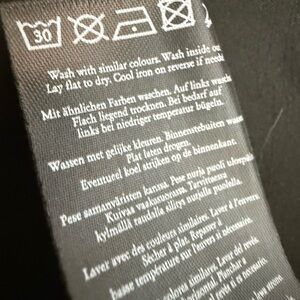 30
Wash with similar colours. Wash inside out
Lay flat to dry. Cool iron on reverse if needed
Mit ähnlichen Farben waschen. Auf links wasch
Flach liegend trocknen. Bei bedarf auf
links bei niedriger temperatur bügeln.
Wassen met gelijke kleuren. Binnenstebuiten wassen
Plat laten drogen.
Eventueel koel strijken op de binnenkant.
Pese samanväristen kanssa. Pese nurja puoli
Kuivaa vaakasuorassa. Tarvittaessa
kylmällä raudalla silitys nurjalta puolelta.
Laver avec des couleurs similaires. Laver à l'envers.
Sécher à plat. Repasser à
basse température sur l'envers si nécessaire.